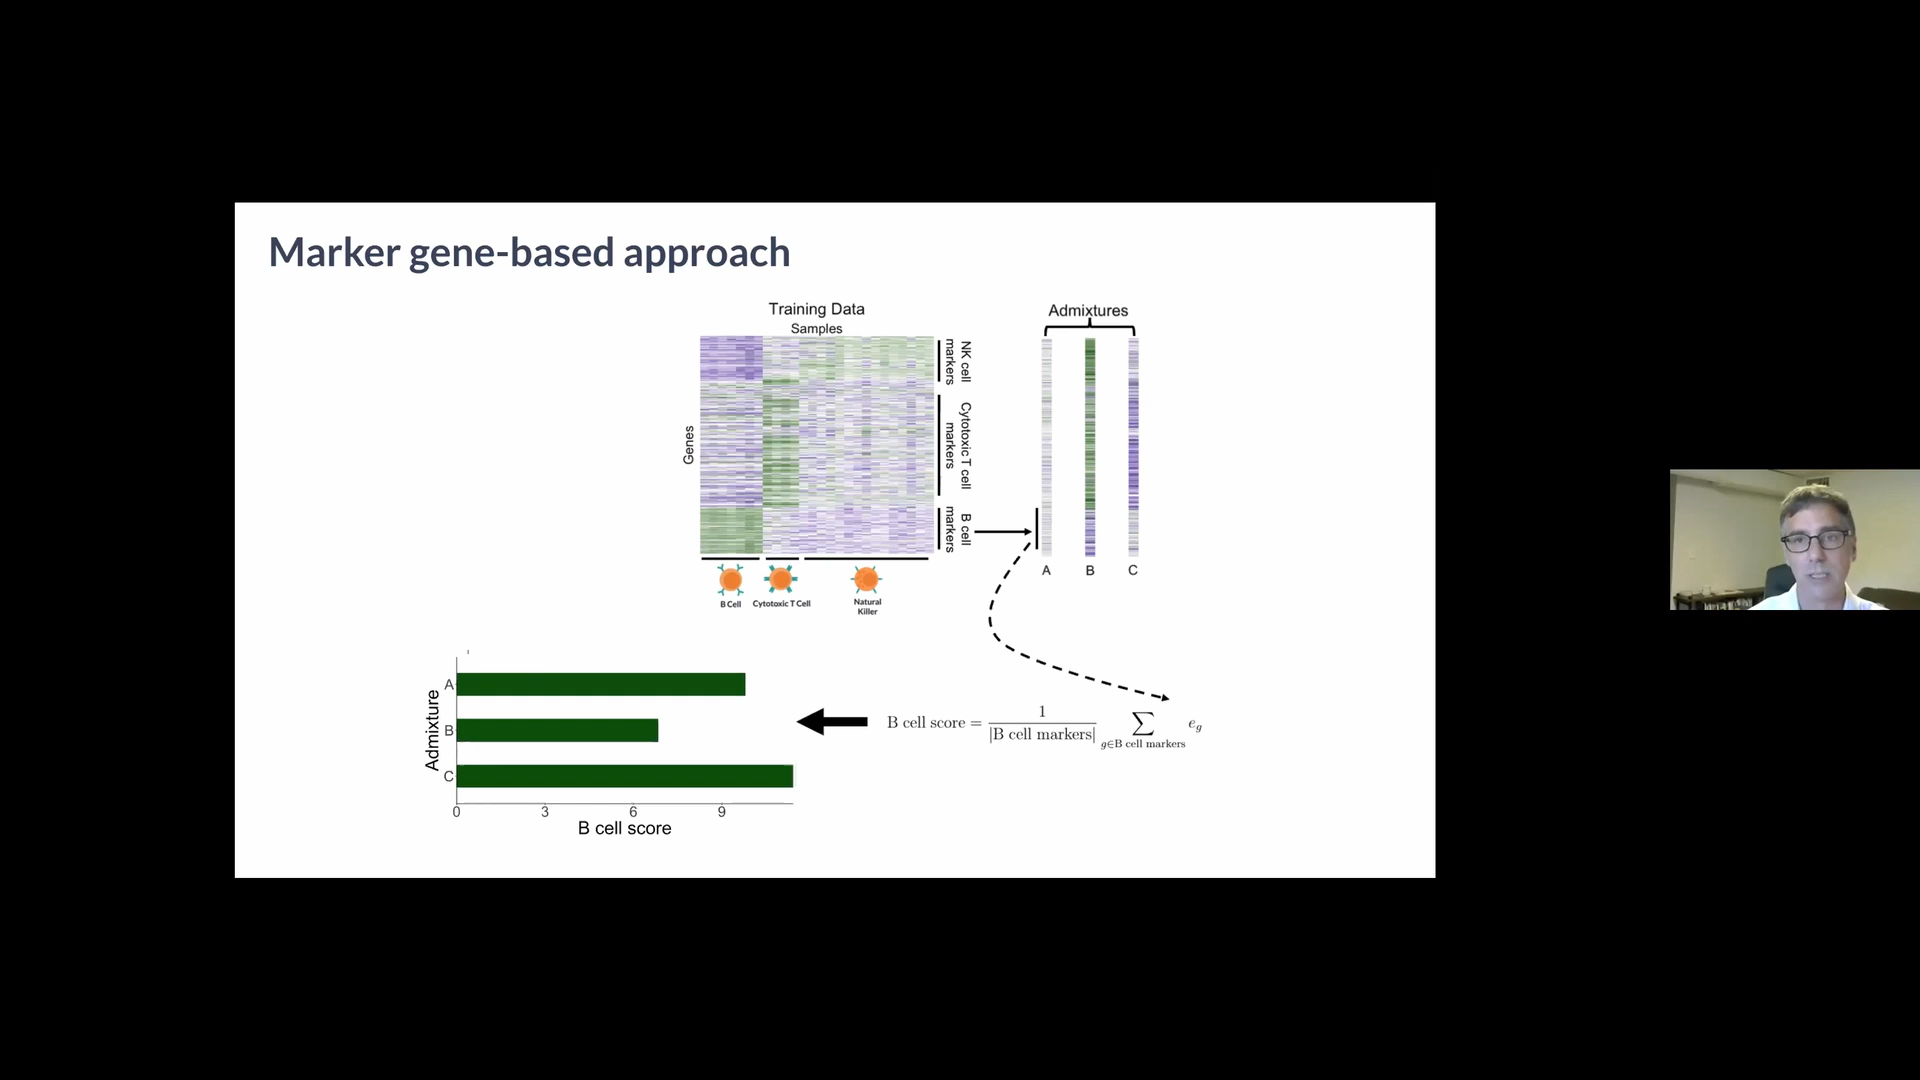 Marker gene-based approach
Training Data
Samples
Genes
NK cell
markers
Cytotoxic T cell
markers
B cell
markers
B Cell
Cytotoxic T Cell
Natural
Killer
Admixtures
A
B
C
B cell score = 1 / |B cell markers| ∑ g∈B cell markers e_g
Admixture
A
B
C
0 3 6 9
B cell score